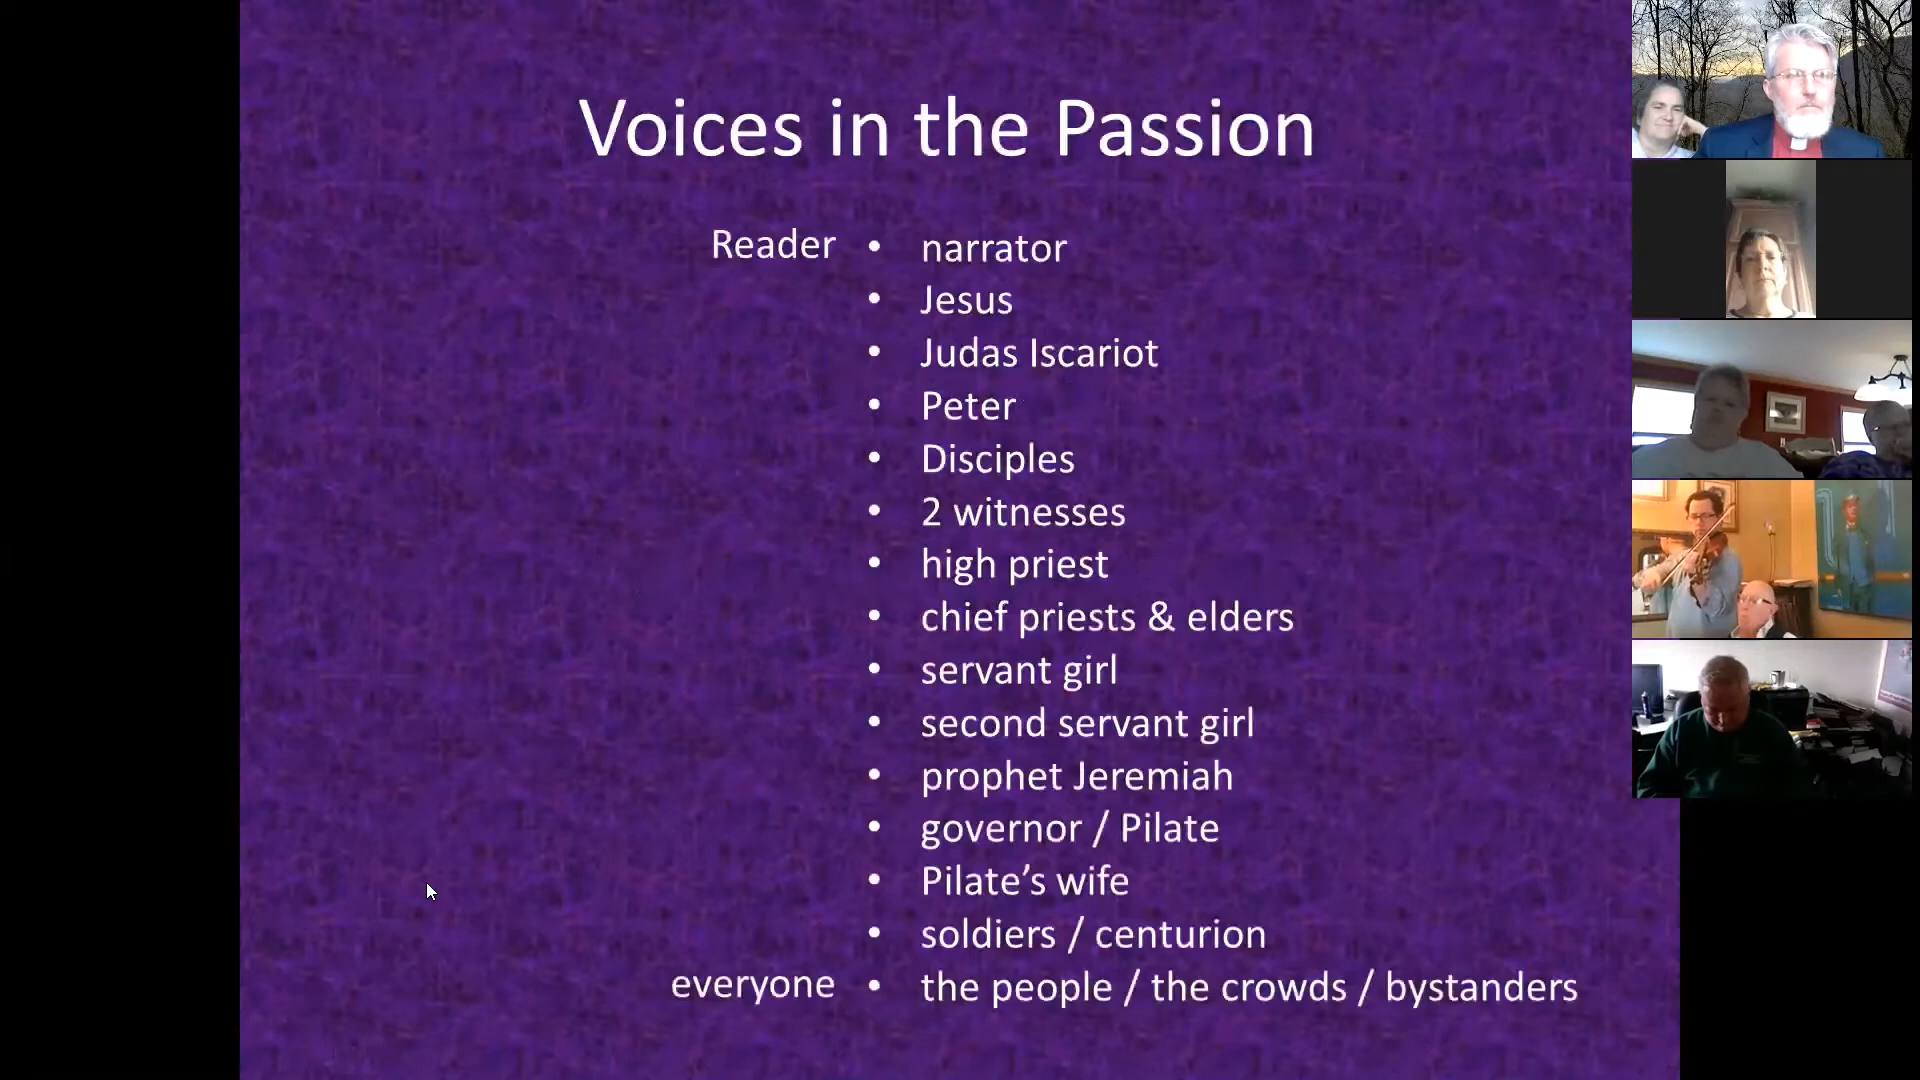 Voices in the Passion
Reader • narrator
• Jesus
• Judas Iscariot
• Peter
• Disciples
• 2 witnesses
• high priest
• chief priests & elders
• servant girl
• second servant girl
• prophet Jeremiah
• governor / Pilate
• Pilate’s wife
• soldiers / centurion
everyone • the people / the crowds / bystanders